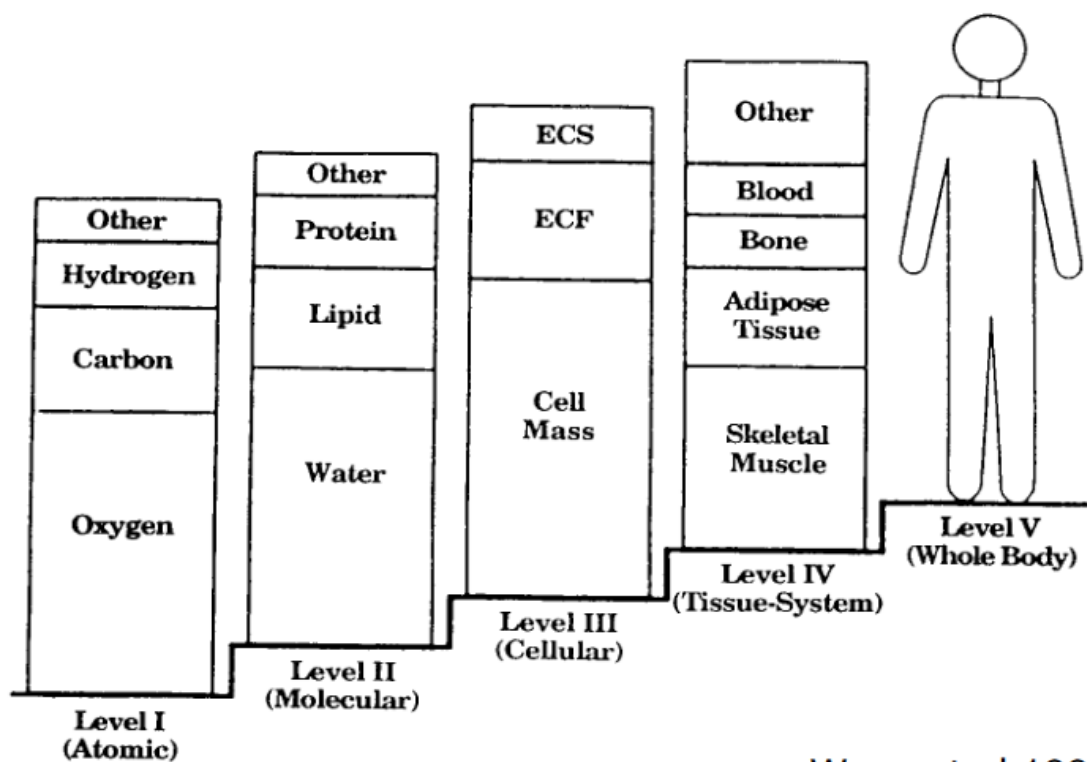 Other
Hydrogen
Carbon
Oxygen
Level I
(Atomic)
Other
Protein
Lipid
Water
Level II
(Molecular)
ECS
ECF
Cell
Mass
Level III
(Cellular)
Other
Blood
Bone
Adipose
Tissue
Skeletal
Muscle
Level IV
(Tissue-System)
Level V
(Whole Body)